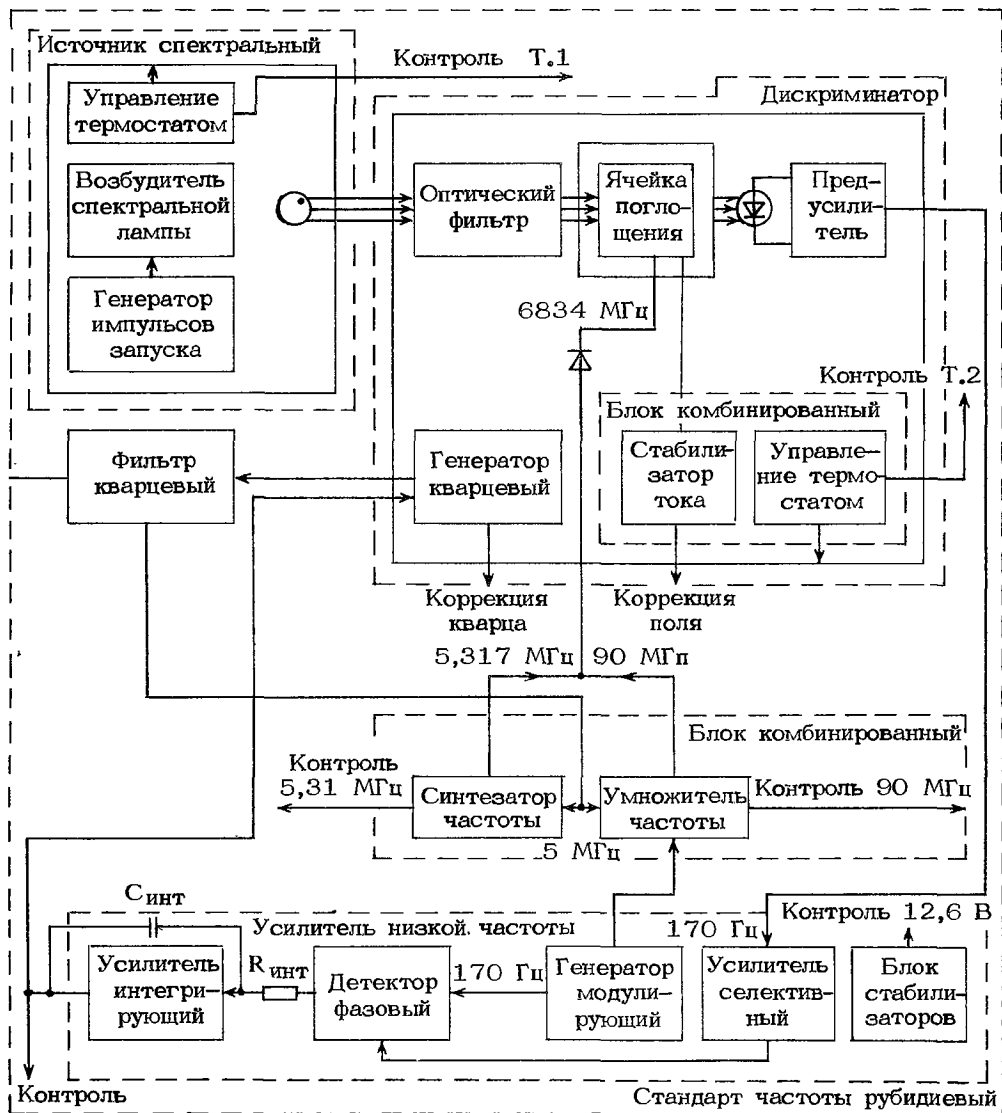 Источник спектральный
Контроль Т.1
Управление
термостатом
Дискриминатор
Возбудитель
спектральной
лампы
Оптический
фильтр
Ячейка
погло-
щения
Пред-
усили-
тель
Генератор
импульсов
запуска
6834 МГц
Контроль Т.2
Блок комбинированный
Фильтр
кварцевый
Генератор
кварцевый
Стабили-
затор
тока
Управле-
ние термо-
статом
Коррекция
кварца
Коррекция
поля
5,317 МГц
90 МГп
Блок комбинированный
Контроль
5,31 МГц
Синтезатор
частоты
Умножитель
частоты
Контроль 90 МГц
5 МГц
Синт
Усилитель низкой частоты
170 Гц
Контроль 12,6 В
Усилитель
интегри-
рующий
Rинт
Детектор
фазовый
170 Гц
Генератор
модули-
рующий
Усилитель
селектив-
ный
Блок
стабили-
заторов
Контроль
Стандарт частоты рубидиевый